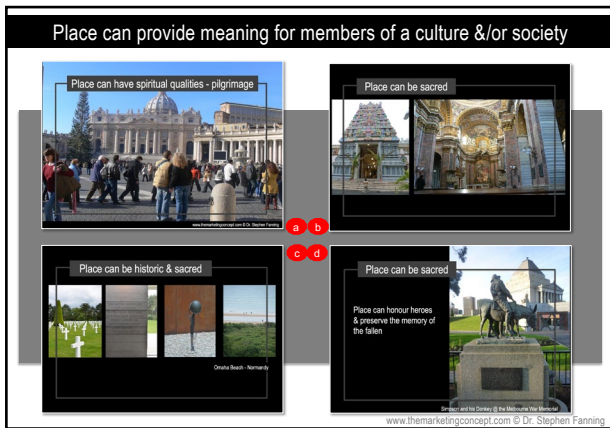 Place can provide meaning for members of a culture &/or society
Place can have spiritual qualities - pilgrimage
www.themarketingconcept.com © Dr. Stephen Fanning
Place can be sacred
a
b
c
d
Place can be historic & sacred
Omaha Beach - Normandy
Place can be sacred
Place can honour heroes
& preserve the memory of
the fallen
Simpson and his Donkey @ the Melbourne War Memorial
www.themarketingconcept.com © Dr. Stephen Fanning